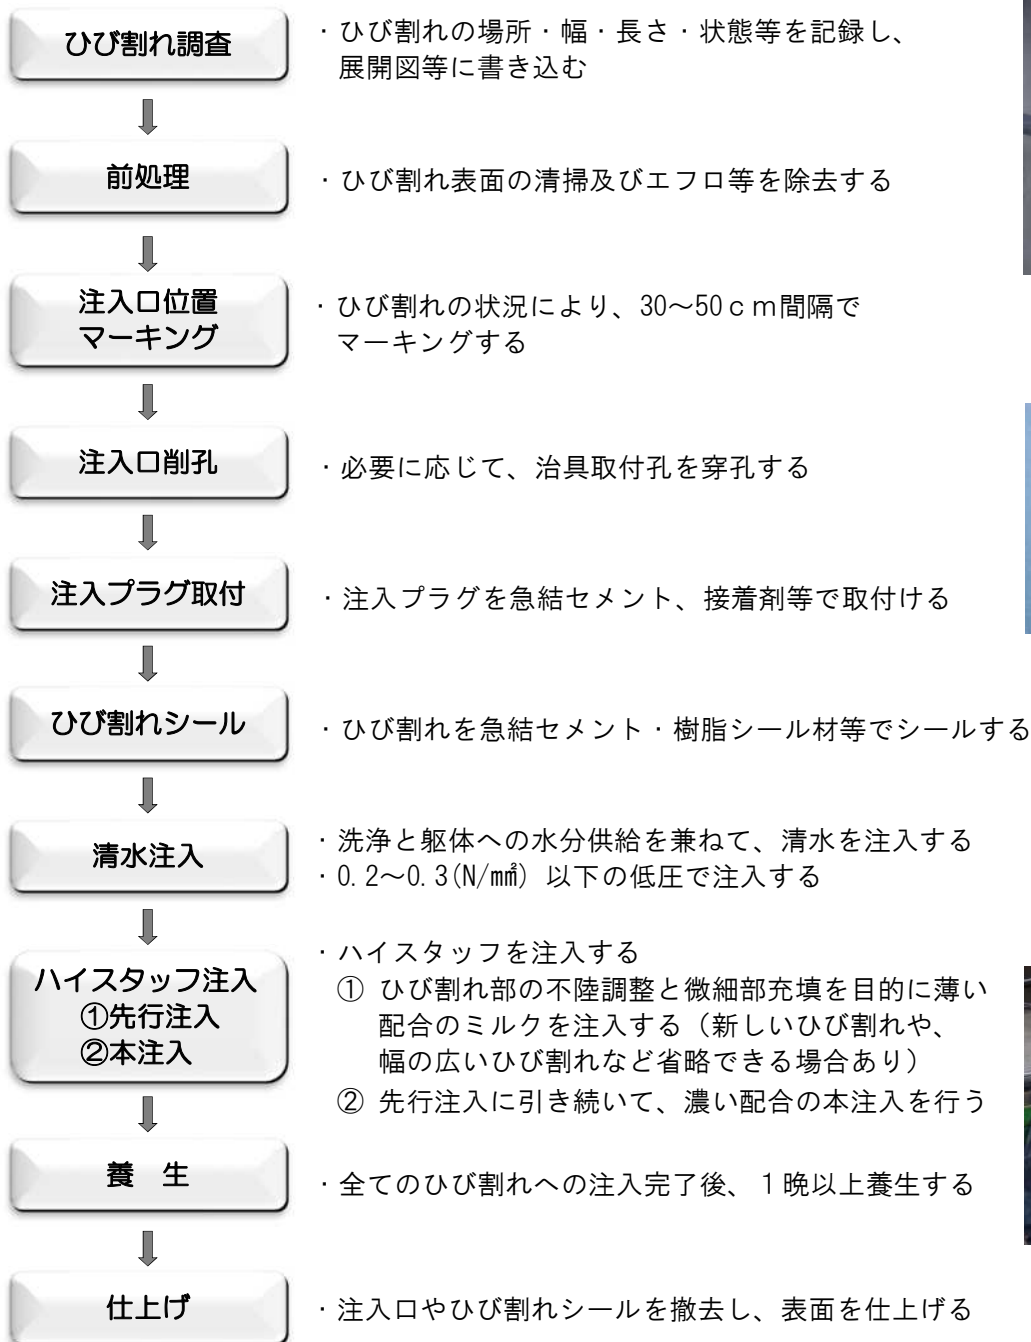 ひび割れ調査
・ひび割れの場所・幅・長さ・状態等を記録し、
展開図等に書き込む
前処理
・ひび割れ表面の清掃及びエフロ等を除去する
注入口位置
マーキング
・ひび割れの状況により、30～50ｃｍ間隔で
マーキングする
注入口削孔
・必要に応じて、治具取付孔を穿孔する
注入プラグ取付
・注入プラグを急結セメント、接着剤等で取付ける
ひび割れシール
・ひび割れを急結セメント・樹脂シール材等でシールする
清水注入
・洗浄と躯体への水分供給を兼ねて、清水を注入する
・0.2～0.3(N/m㎡) 以下の低圧で注入する
ハイスタッフ注入
①先行注入
②本注入
・ハイスタッフを注入する
① ひび割れ部の不陸調整と微細部充填を目的に薄い
配合のミルクを注入する（新しいひび割れや、
幅の広いひび割れなど省略できる場合あり）
② 先行注入に引き続いて、濃い配合の本注入を行う
養　生
・全てのひび割れへの注入完了後、１晩以上養生する
仕上げ
・注入口やひび割れシールを撤去し、表面を仕上げる